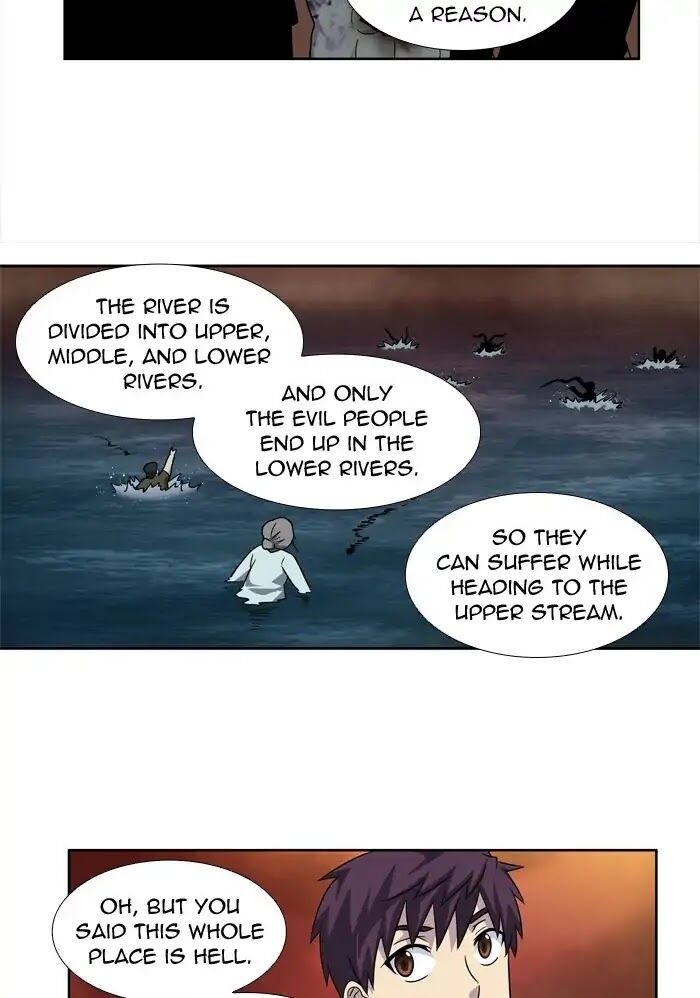 A REASON.
THE RIVER IS
DIVIDED INTO UPPER,
MIDDLE, AND LOWER
RIVERS.
AND ONLY
THE EVIL PEOPLE
END UP IN THE
LOWER RIVERS.
SO THEY
CAN SUFFER WHILE
HEADING TO THE
UPPER STREAM.
OH, BUT YOU
SAID THIS WHOLE
PLACE IS HELL.